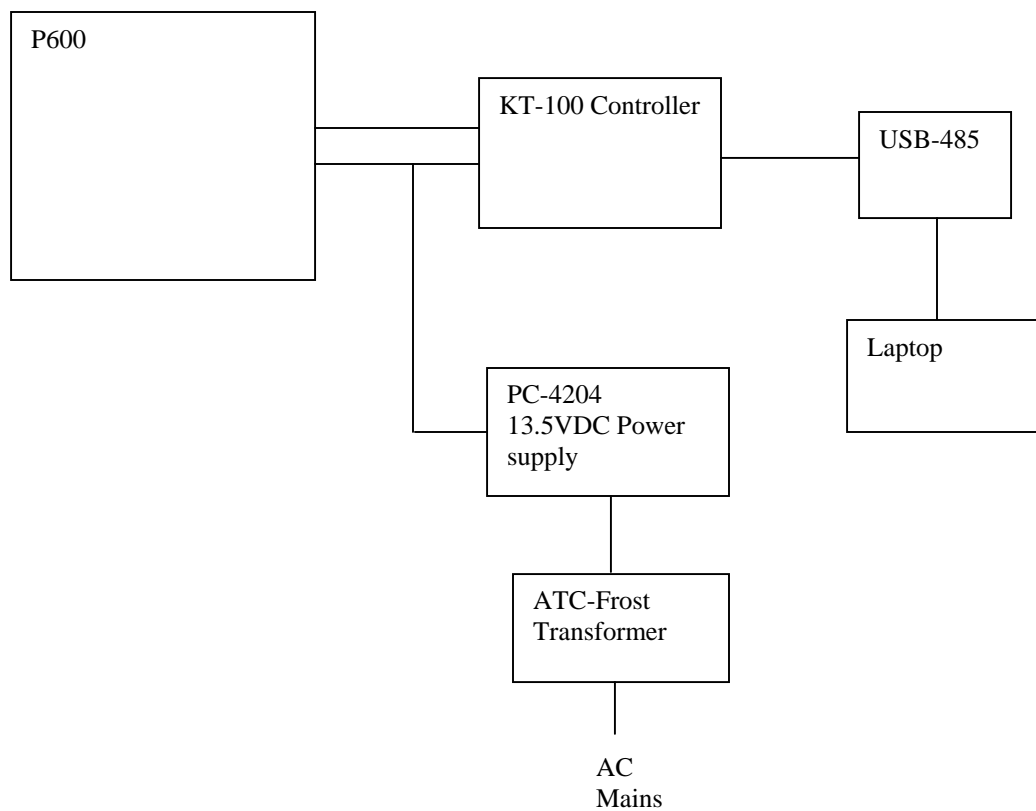 P600
KT-100 Controller
USB-485
Laptop
PC-4204
13.5VDC Power
supply
ATC-Frost
Transformer
AC
Mains